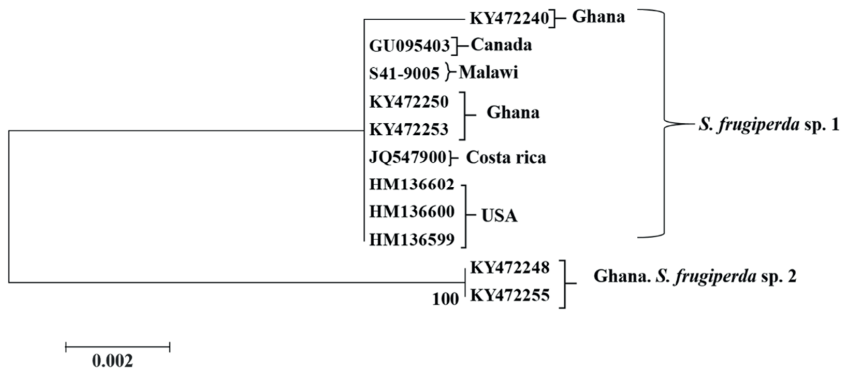 KY472240 Ghana
GU095403 Canada
S41-9005 Malawi
KY472250
Ghana
KY472253
S. frugiperda sp. 1
JQ547900 Costa rica
HM136602
HM136600 USA
HM136599
KY472248
Ghana. S. frugiperda sp. 2
100 KY472255
0.002